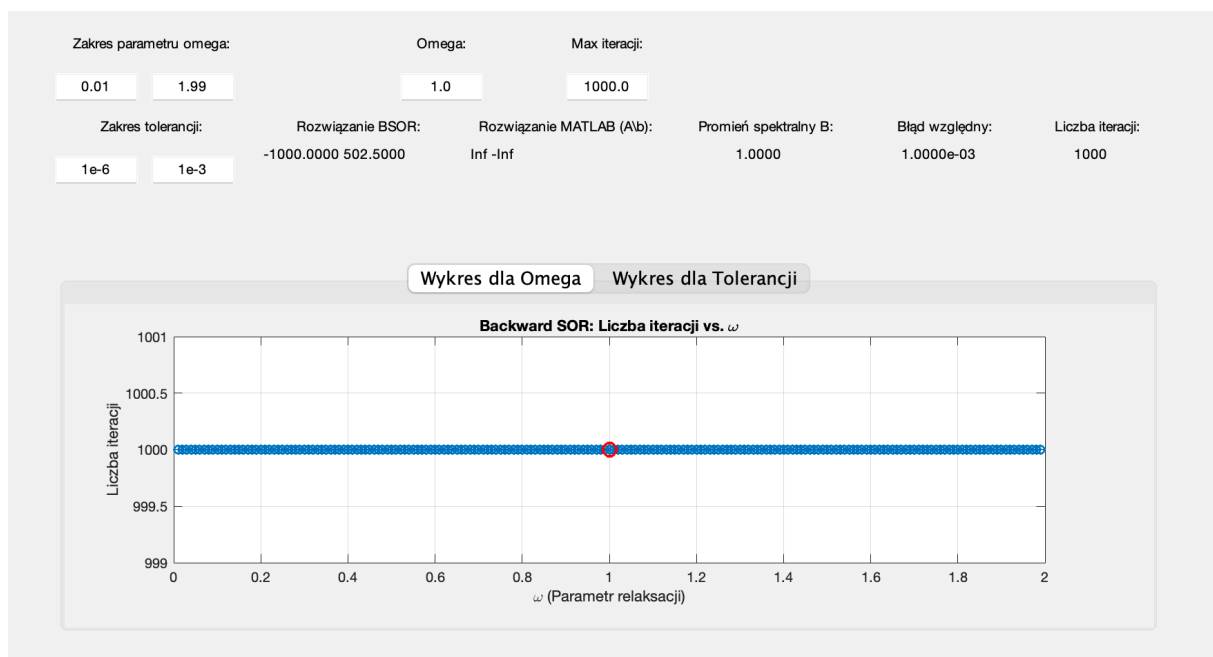 Zakres parametru omega: Omega: Max iteracji:
0.01 1.99 1.0 1000.0
Zakres tolerancji: Rozwiązanie BSOR: Rozwiązanie MATLAB (A\b): Promień spektralny B: Błąd względny: Liczba iteracji:
-1000.0000 502.5000 Inf -Inf 1.0000 1.0000e-03 1000
1e-6 1e-3
Wykres dla Omega Wykres dla Tolerancji
Backward SOR: Liczba iteracji vs. ω
1001
1000.5
1000
999.5
999
Liczba iteracji
0 0.2 0.4 0.6 0.8 1 1.2 1.4 1.6 1.8 2
ω (Parametr relaksacji)